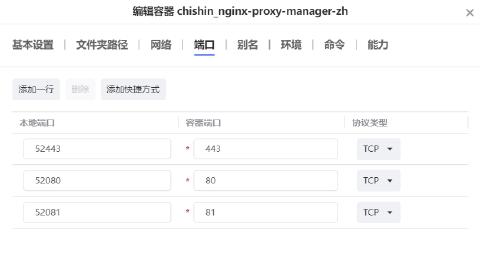 编辑容器 chishin_nginx-proxy-manager-zh
基本设置 | 文件夹路径 | 网络 | 端口 | 别名 | 环境 | 命令 | 能力
添加一行 删除 添加快捷方式
本地端口 容器端口 协议类型
52443 * 443 TCP
52080 * 80 TCP
52081 * 81 TCP